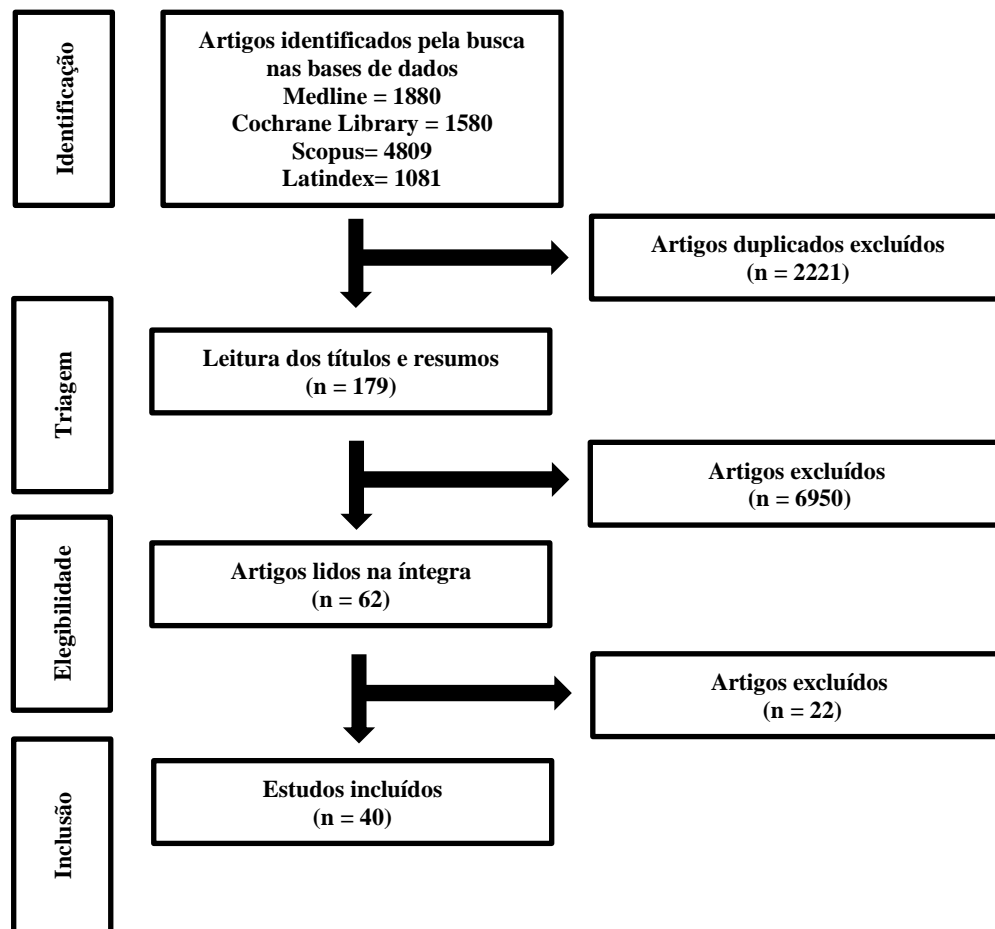 Identificação
Artigos identificados pela busca
nas bases de dados
Medline = 1880
Cochrane Library = 1580
Scopus= 4809
Latindex= 1081
Artigos duplicados excluídos
(n = 2221)
Triagem
Leitura dos títulos e resumos
(n = 179)
Artigos excluídos
(n = 6950)
Elegibilidade
Artigos lidos na íntegra
(n = 62)
Artigos excluídos
(n = 22)
Inclusão
Estudos incluídos
(n = 40)